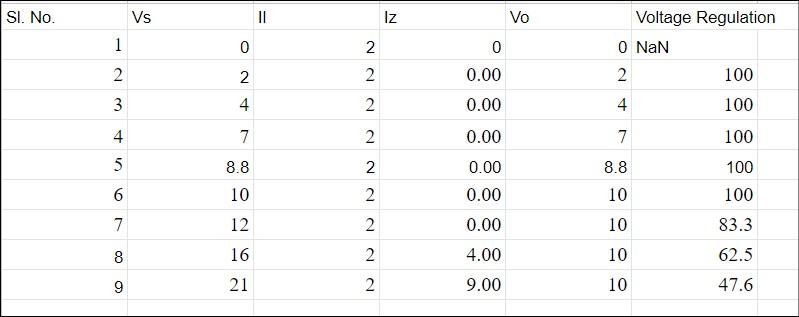 Sl. No. Vs Il Iz Vo Voltage Regulation
1 0 2 0 0 NaN
2 2 2 0.00 2 100
3 4 2 0.00 4 100
4 7 2 0.00 7 100
5 8.8 2 0.00 8.8 100
6 10 2 0.00 10 100
7 12 2 0.00 10 83.3
8 16 2 4.00 10 62.5
9 21 2 9.00 10 47.6